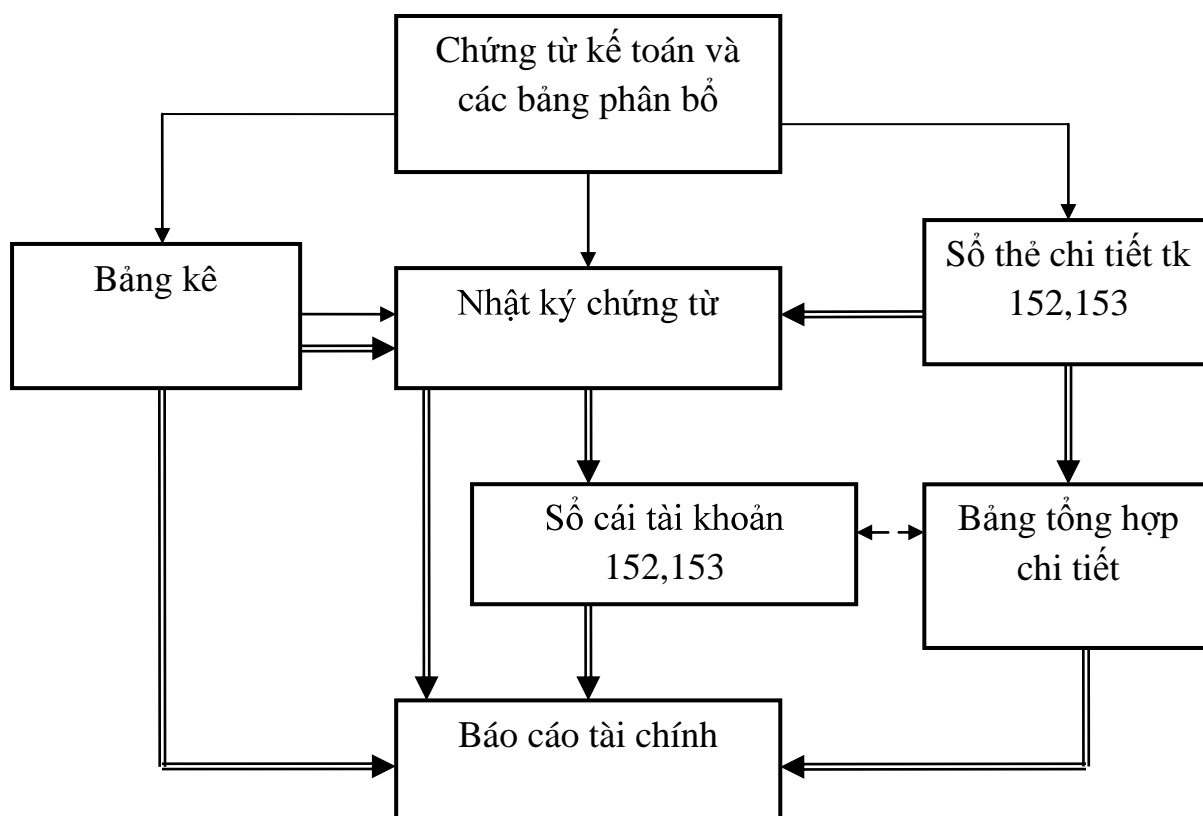 Chứng từ kế toán và
các bảng phân bổ
Bảng kê
Nhật ký chứng từ
Sổ thẻ chi tiết tk
152,153
Sổ cái tài khoản
152,153
Bảng tổng hợp
chi tiết
Báo cáo tài chính